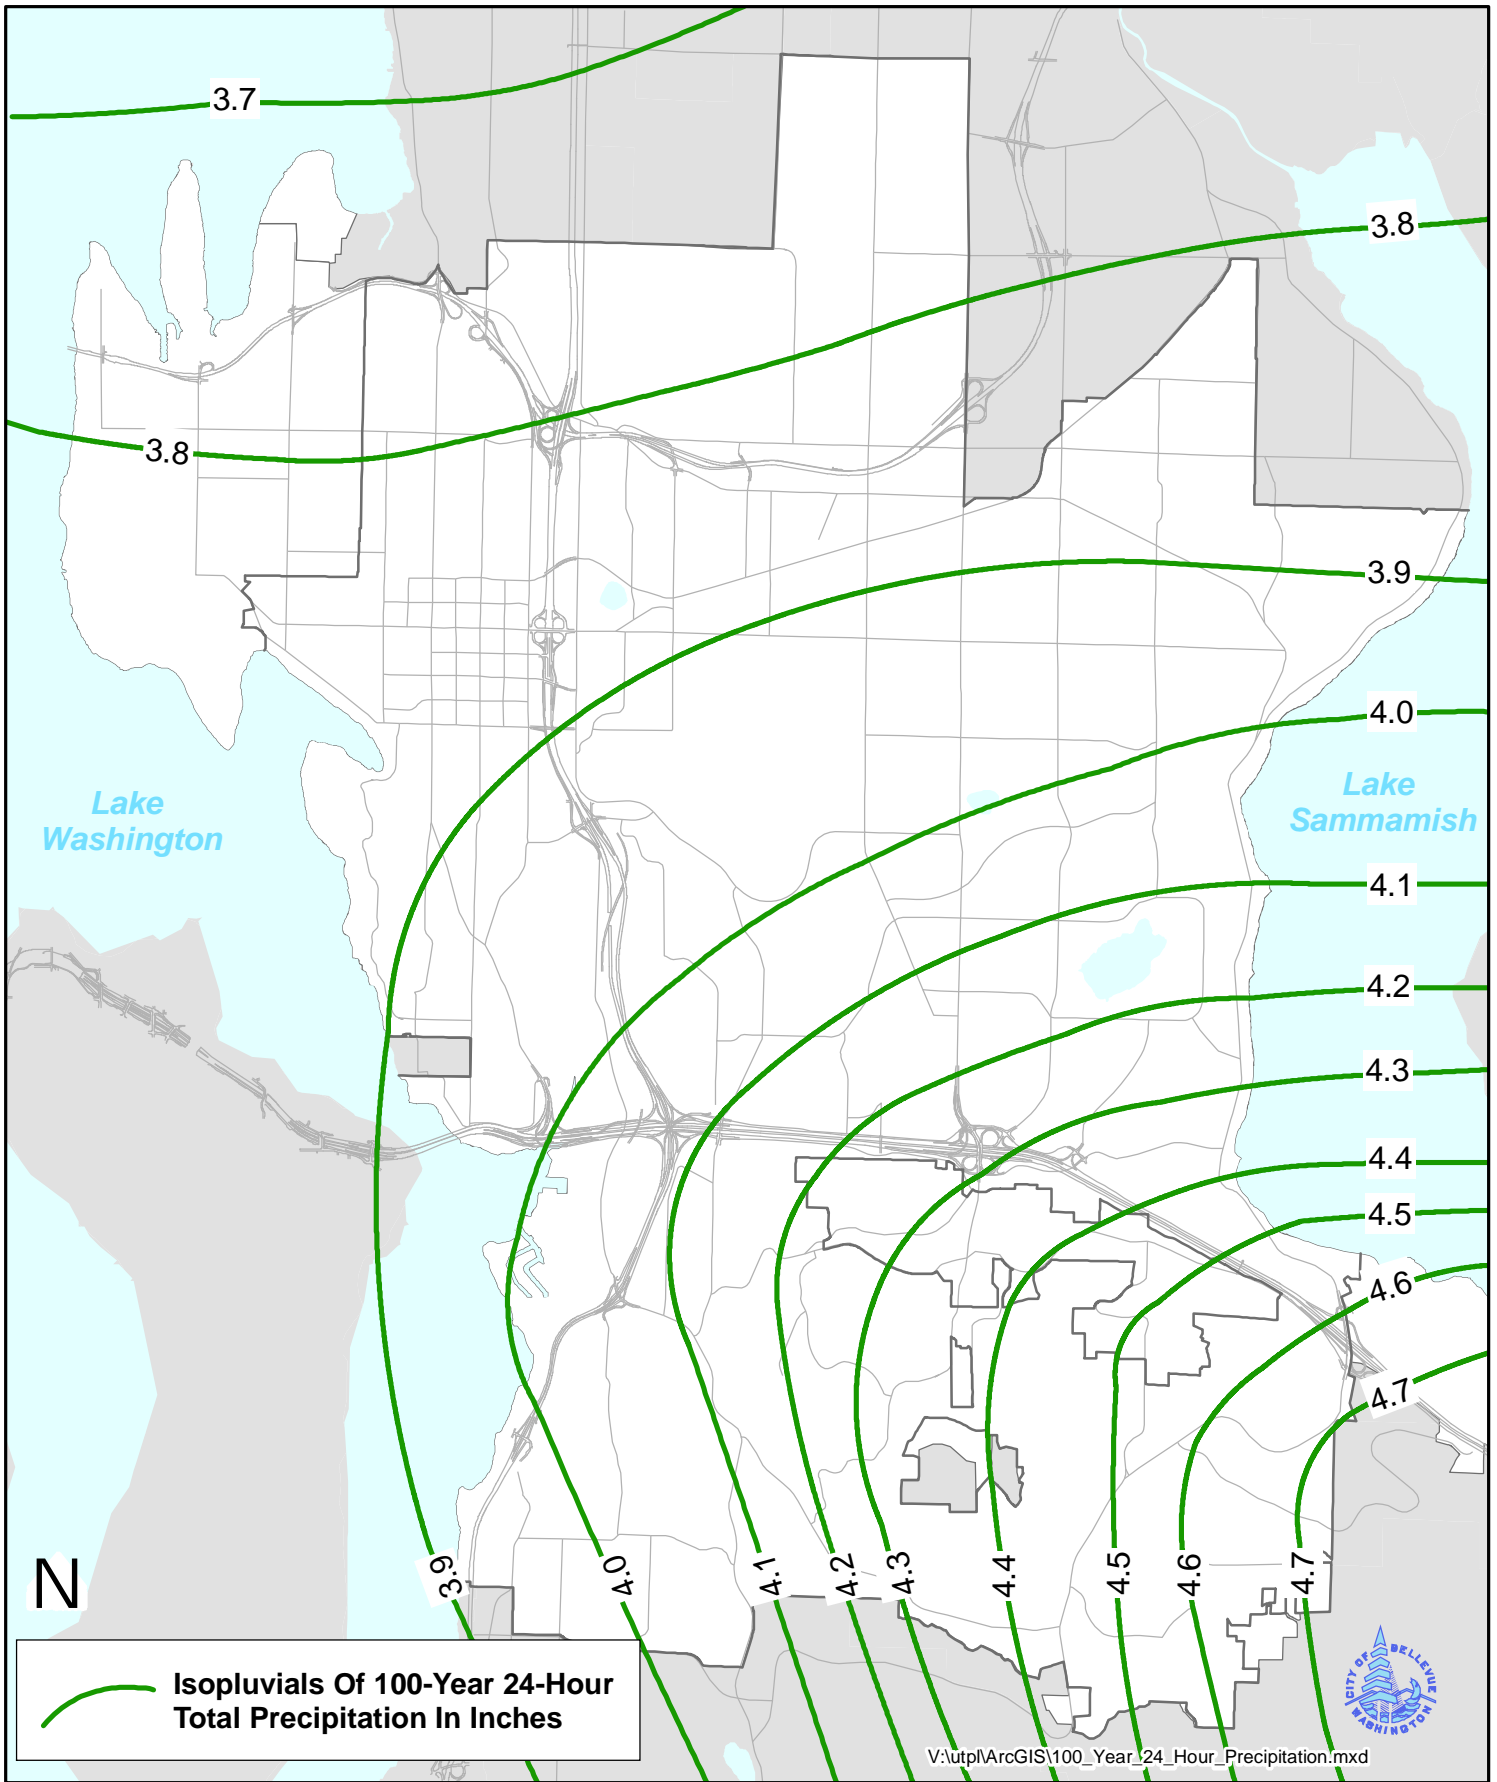 3.7
3.8
3.8
3.9
4.0
Lake
Washington
Lake
Sammamish
4.1
4.2
4.3
4.4
4.5
4.6
4.7
3.9
4.0
4.1
4.2
4.3
4.4
4.5
4.6
4.7
N
Isopluvials Of 100-Year 24-Hour
Total Precipitation In Inches
CITY OF BELLEVUE
WASHINGTON
V:\utpl\ArcGIS\100_Year_24_Hour_Precipitation.mxd